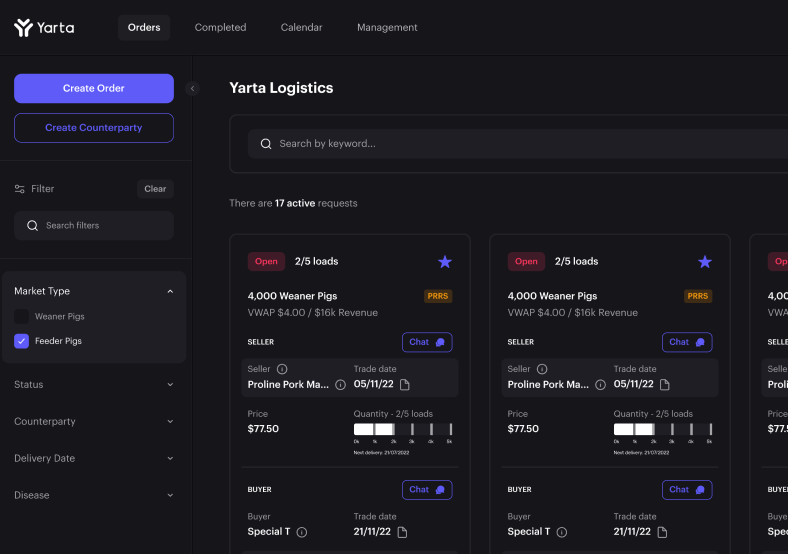 Yarta
Orders
Completed
Calendar
Management
Create Order
Create Counterparty
Filter
Clear
Search filters
Market Type
Weaner Pigs
Feeder Pigs
Status
Counterparty
Delivery Date
Disease
Yarta Logistics
Search by keyword...
There are 17 active requests
Open 2/5 loads
4,000 Weaner Pigs PRRS
VWAP $4.00 / $16k Revenue
SELLER Chat
Seller Trade date
Proline Pork Ma... 05/11/22
Price Quantity - 2/5 loads
$77.50
0k 1k 2k 3k 4k 5k
Next delivery: 21/07/2022
BUYER Chat
Buyer Trade date
Special T 21/11/22
Open 2/5 loads
4,000 Weaner Pigs PRRS
VWAP $4.00 / $16k Revenue
SELLER Chat
Seller Trade date
Proline Pork Ma... 05/11/22
Price Quantity - 2/5 loads
$77.50
0k 1k 2k 3k 4k 5k
Next delivery: 21/07/2022
BUYER Chat
Buyer Trade date
Special T 21/11/22
Op
4,00
VWA
SELLE
Selle
Proli
Price
$77.5
BUYE
Buye
Spec